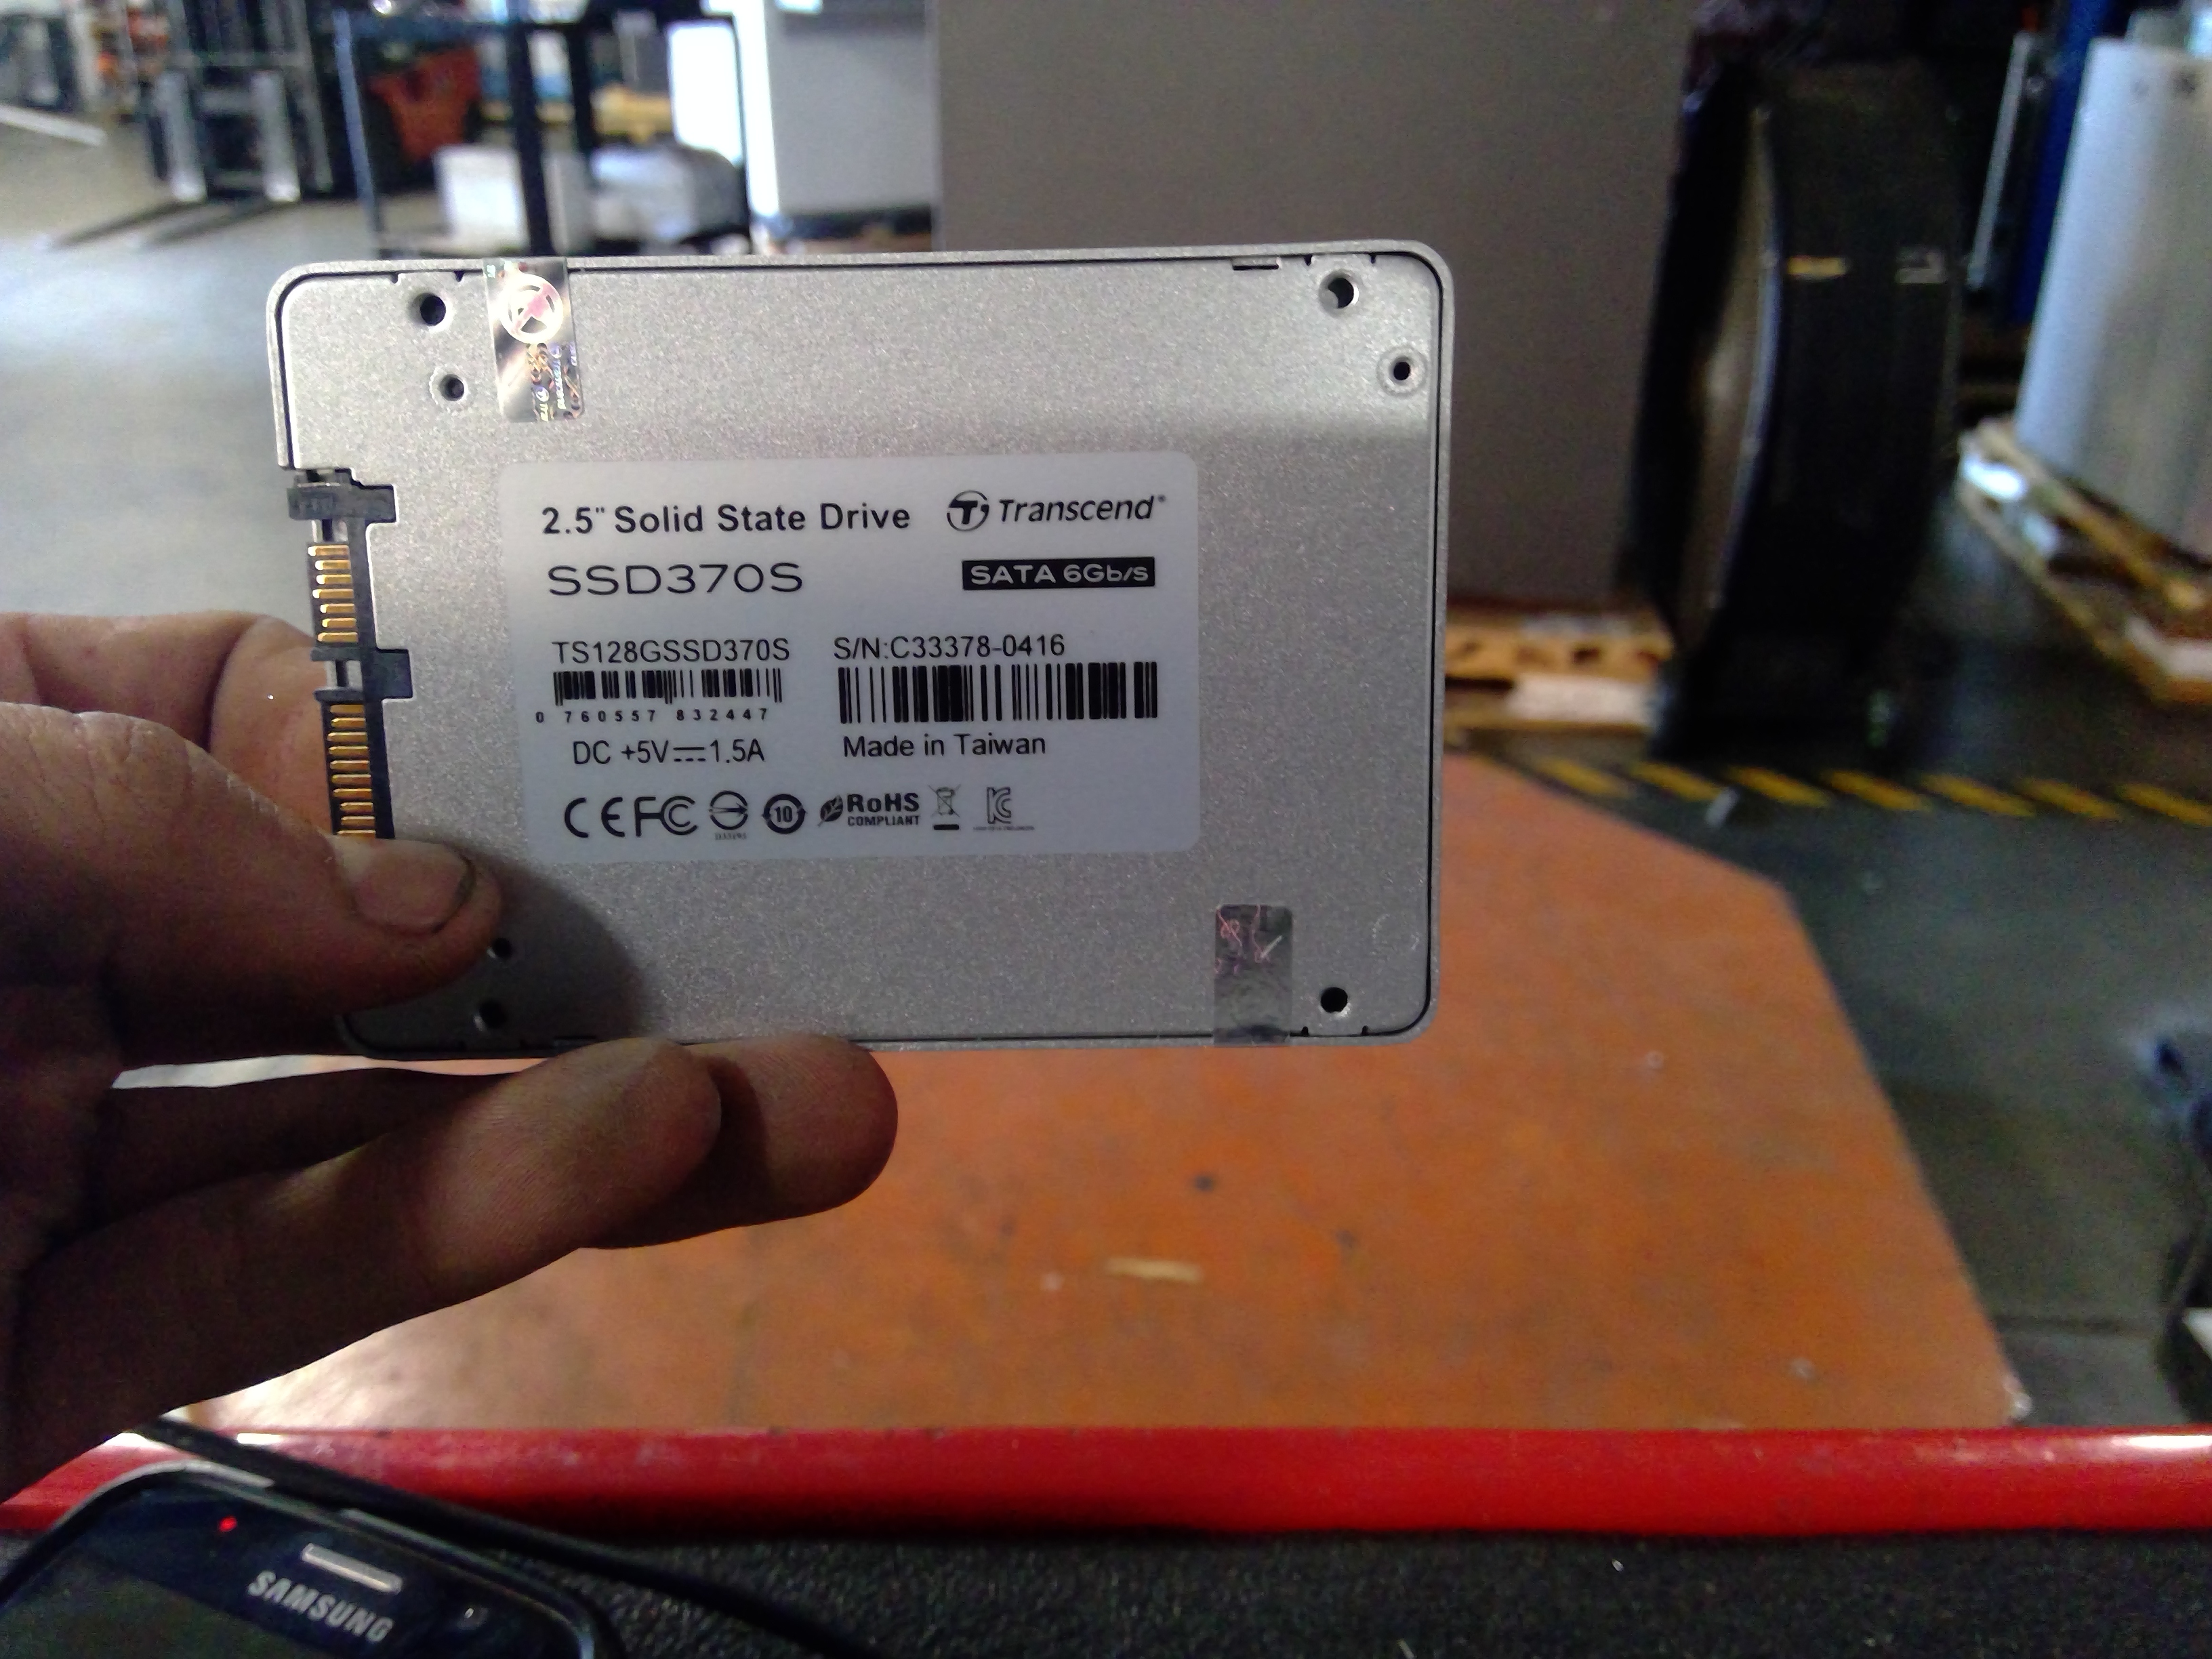 2.5" Solid State Drive Transcend®
SSD370S SATA 6Gb/s
TS128GSSD370S S/N:C33378-0416
0 760557 832447
DC +5V⎓1.5A Made in Taiwan
CE FC 10 RoHS
COMPLIANT
SAMSUNG